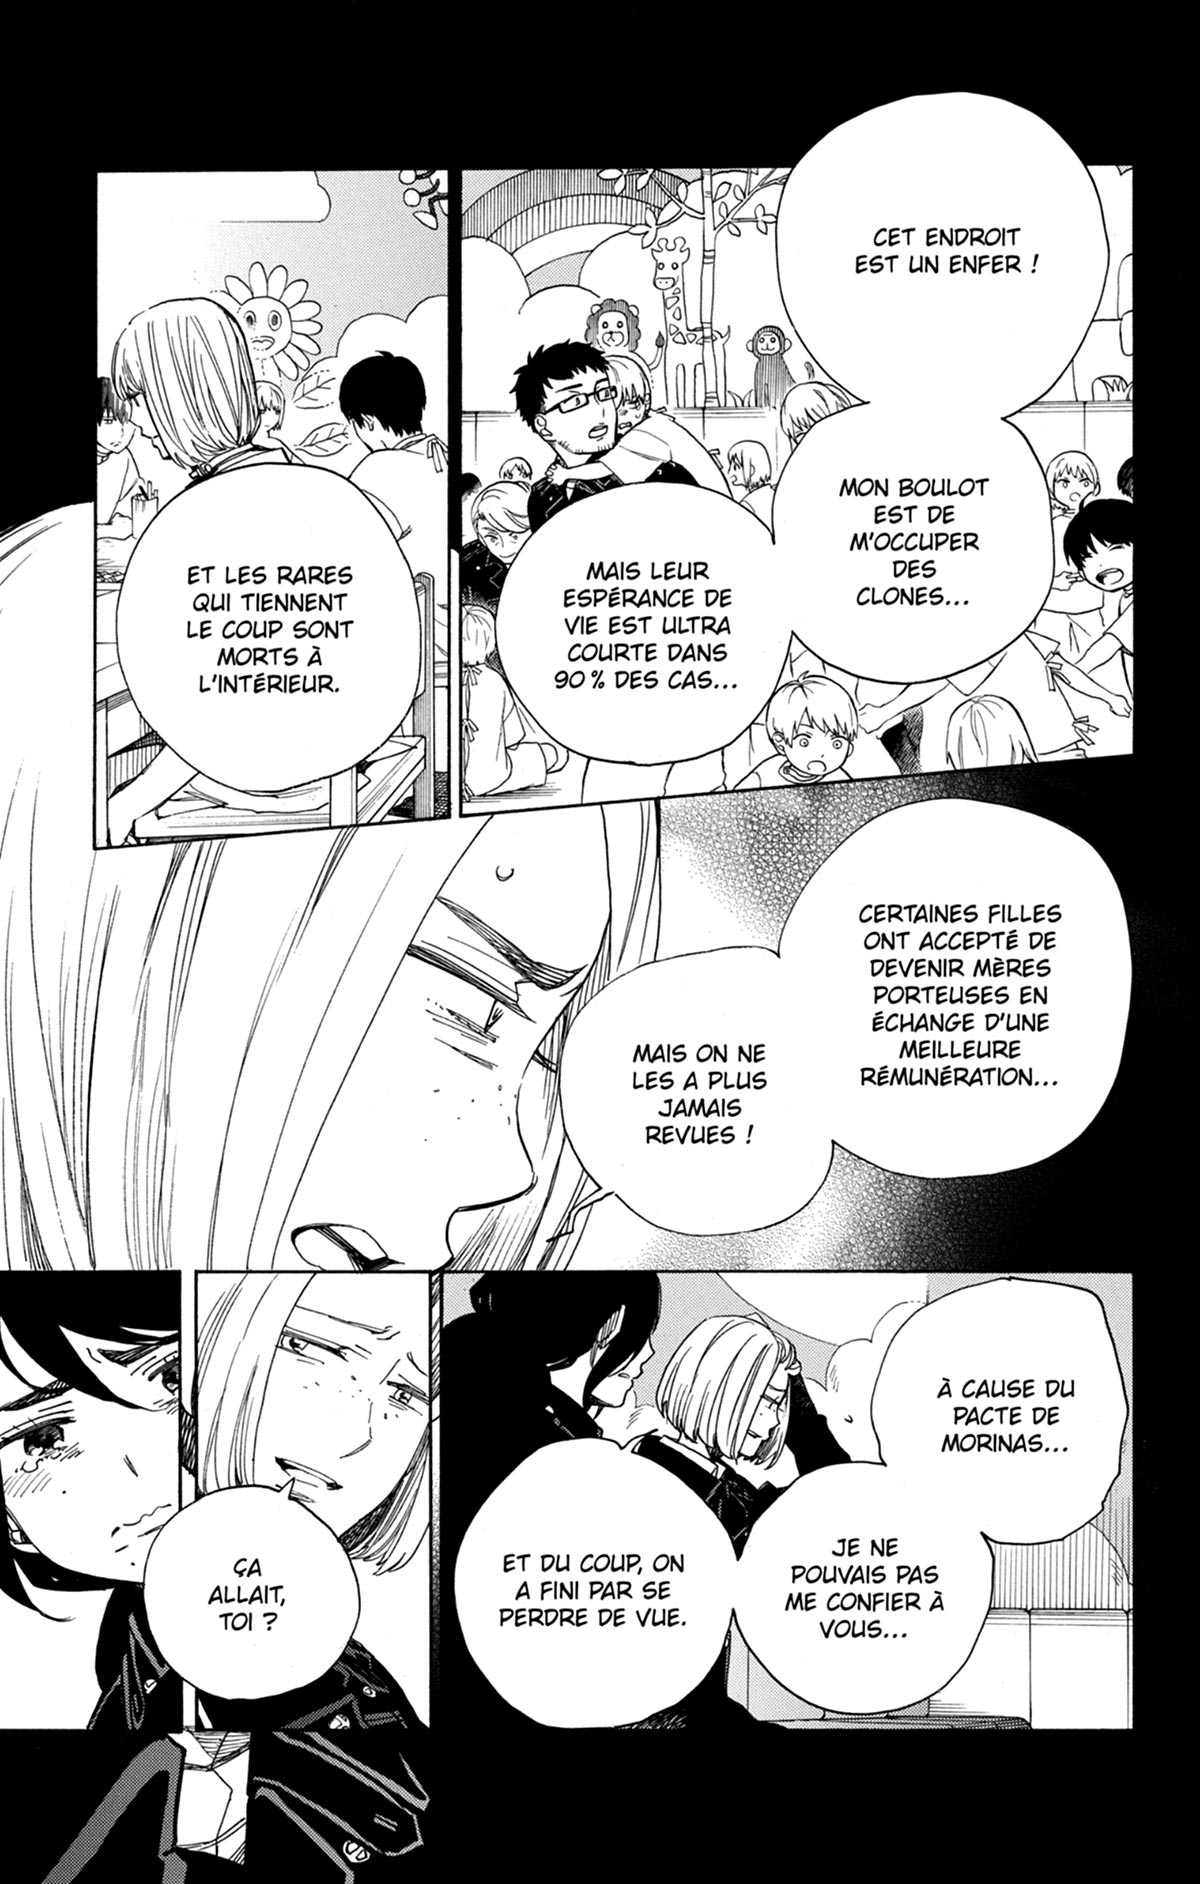 CET ENDROIT
EST UN ENFER !
MON BOULOT
EST DE
M'OCCUPER
DES
CLONES...
MAIS LEUR
ESPÉRANCE DE
VIE EST ULTRA
COURTE DANS
90 % DES CAS...
ET LES RARES
QUI TIENNENT
LE COUP SONT
MORTS À
L'INTÉRIEUR.
CERTAINES FILLES
ONT ACCEPTÉ DE
DEVENIR MÈRES
PORTEUSES EN
ÉCHANGE D'UNE
MEILLEURE
RÉMUNÉRATION...
MAIS ON NE
LES A PLUS
JAMAIS
REVUES !
À CAUSE DU
PACTE DE
MORINAS...
JE NE
POUVAIS PAS
ME CONFIER À
VOUS...
ET DU COUP, ON
A FINI PAR SE
PERDRE DE VUE.
ÇA
ALLAIT,
TOI ?